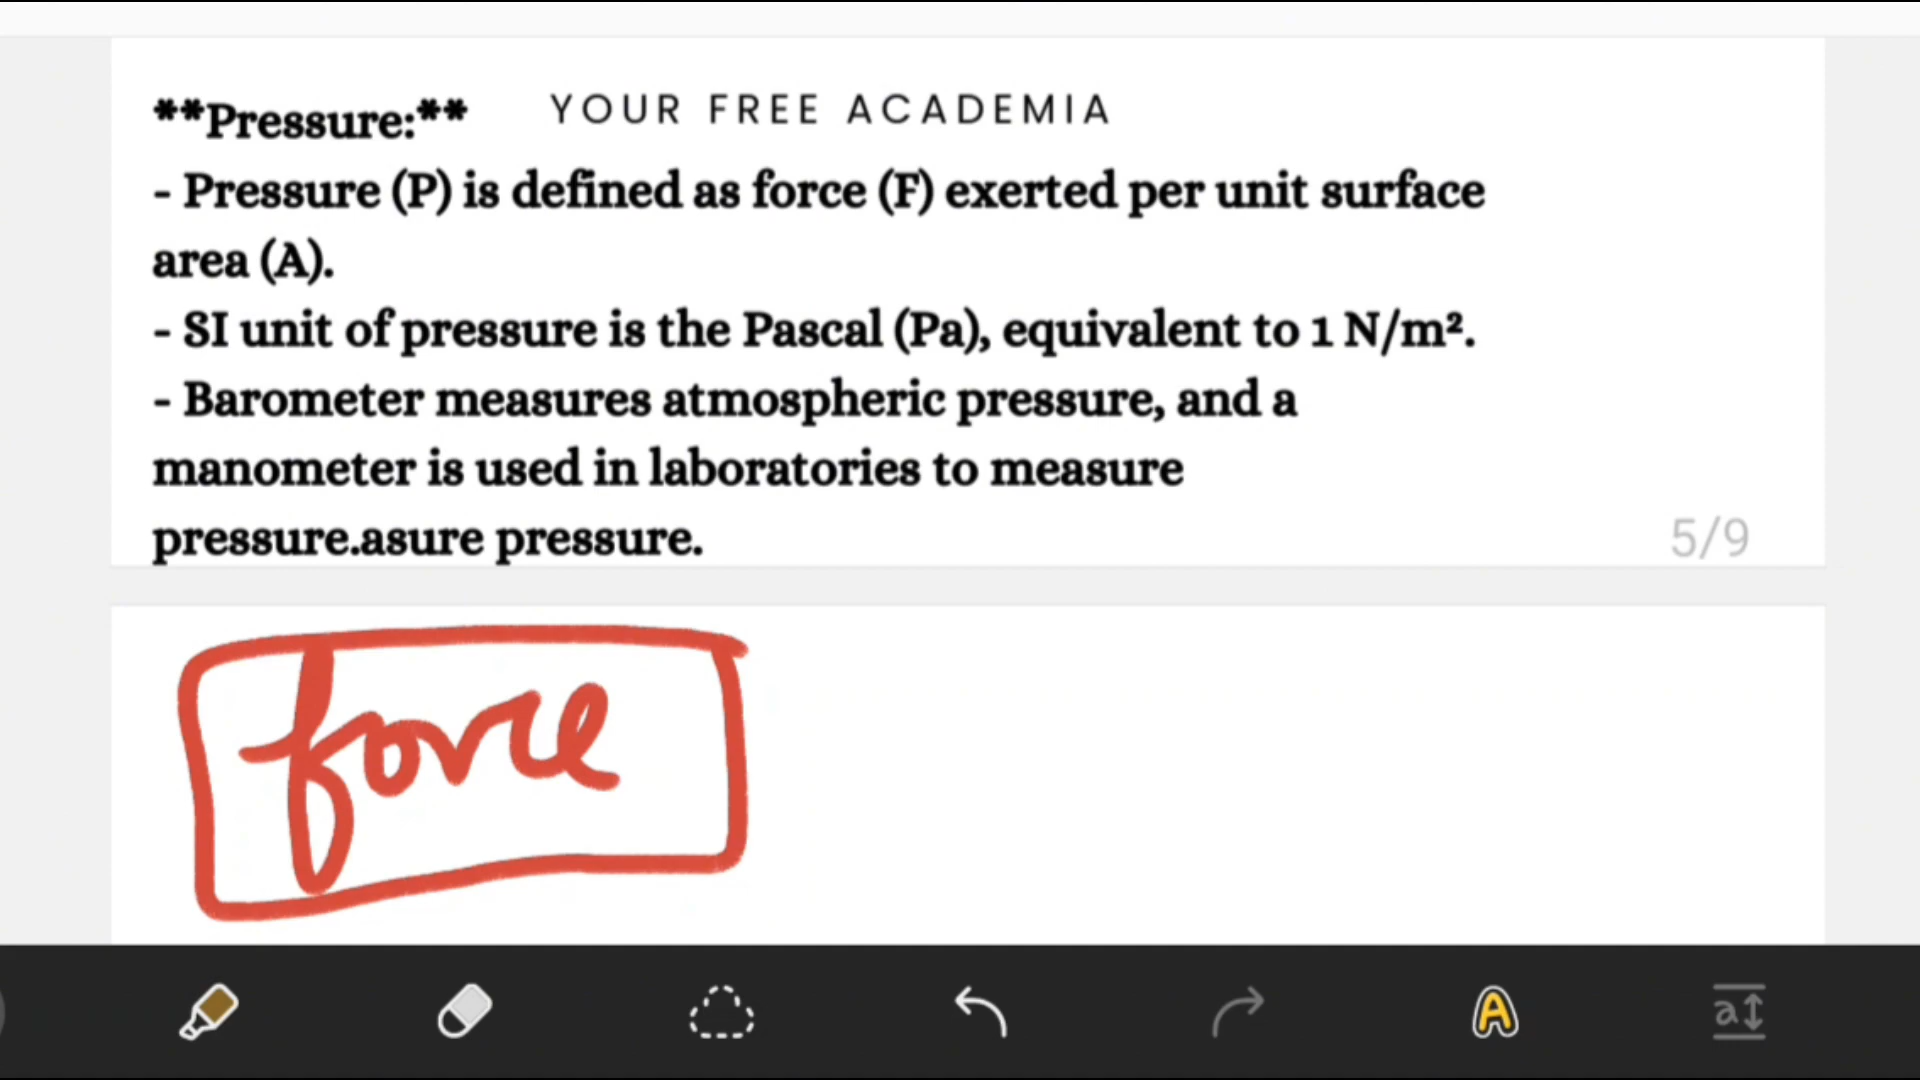 **Pressure:** YOUR FREE ACADEMIA
- Pressure (P) is defined as force (F) exerted per unit surface
area (A).
- SI unit of pressure is the Pascal (Pa), equivalent to 1 N/m².
- Barometer measures atmospheric pressure, and a
manometer is used in laboratories to measure
pressure.asure pressure.
5/9
force
A
a